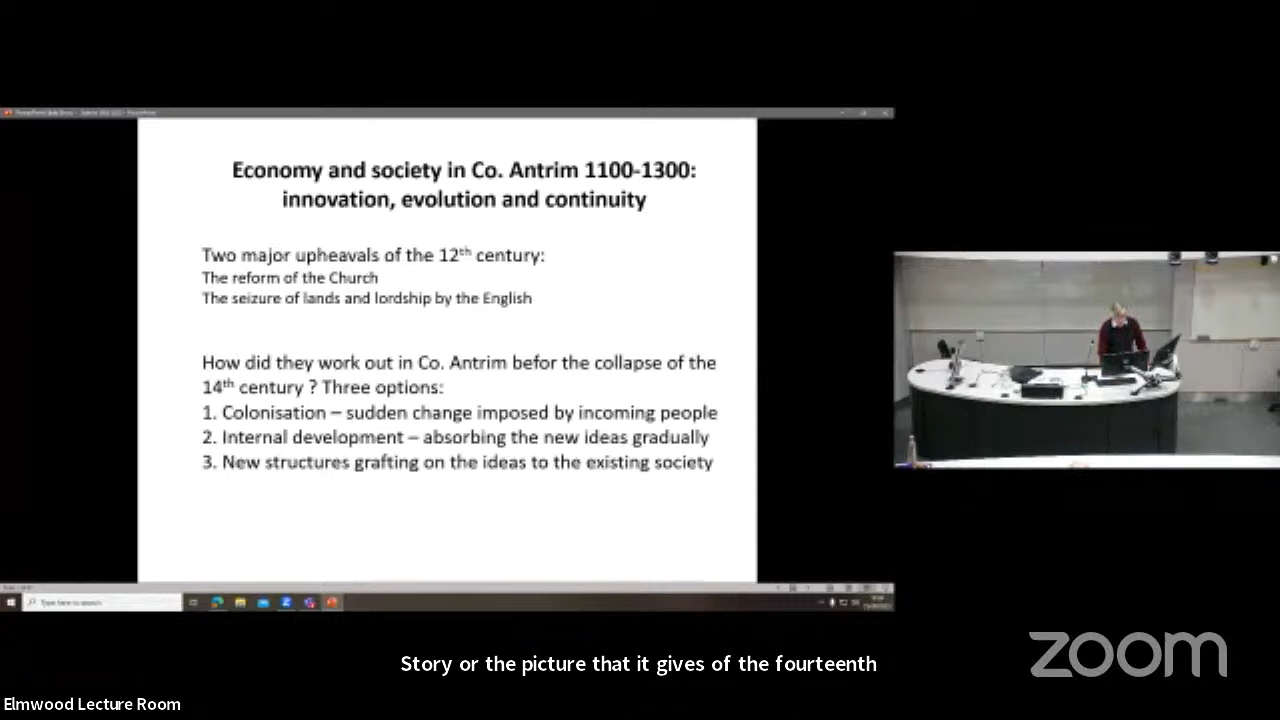 Economy and society in Co. Antrim 1100-1300:
innovation, evolution and continuity
Two major upheavals of the 12th century:
The reform of the Church
The seizure of lands and lordship by the English
How did they work out in Co. Antrim befor the collapse of the
14th century ? Three options:
1. Colonisation – sudden change imposed by incoming people
2. Internal development – absorbing the new ideas gradually
3. New structures grafting on the ideas to the existing society
Type here to search
Story or the picture that it gives of the fourteenth
zoom
Elmwood Lecture Room